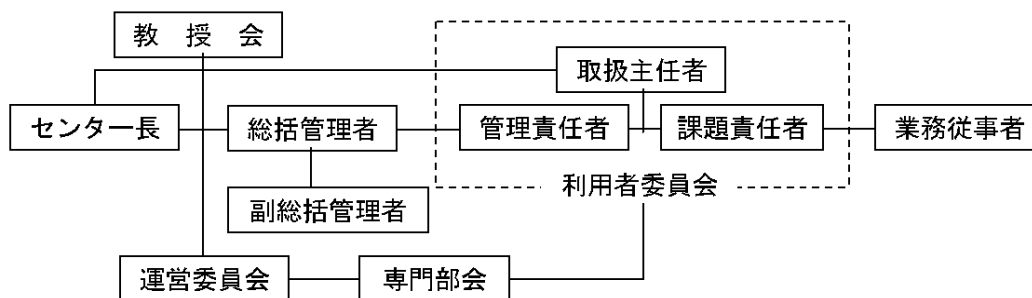 教 授 会
取扱主任者
センター長
総括管理者
管理責任者
課題責任者
業務従事者
利用者委員会
副総括管理者
運営委員会
専門部会